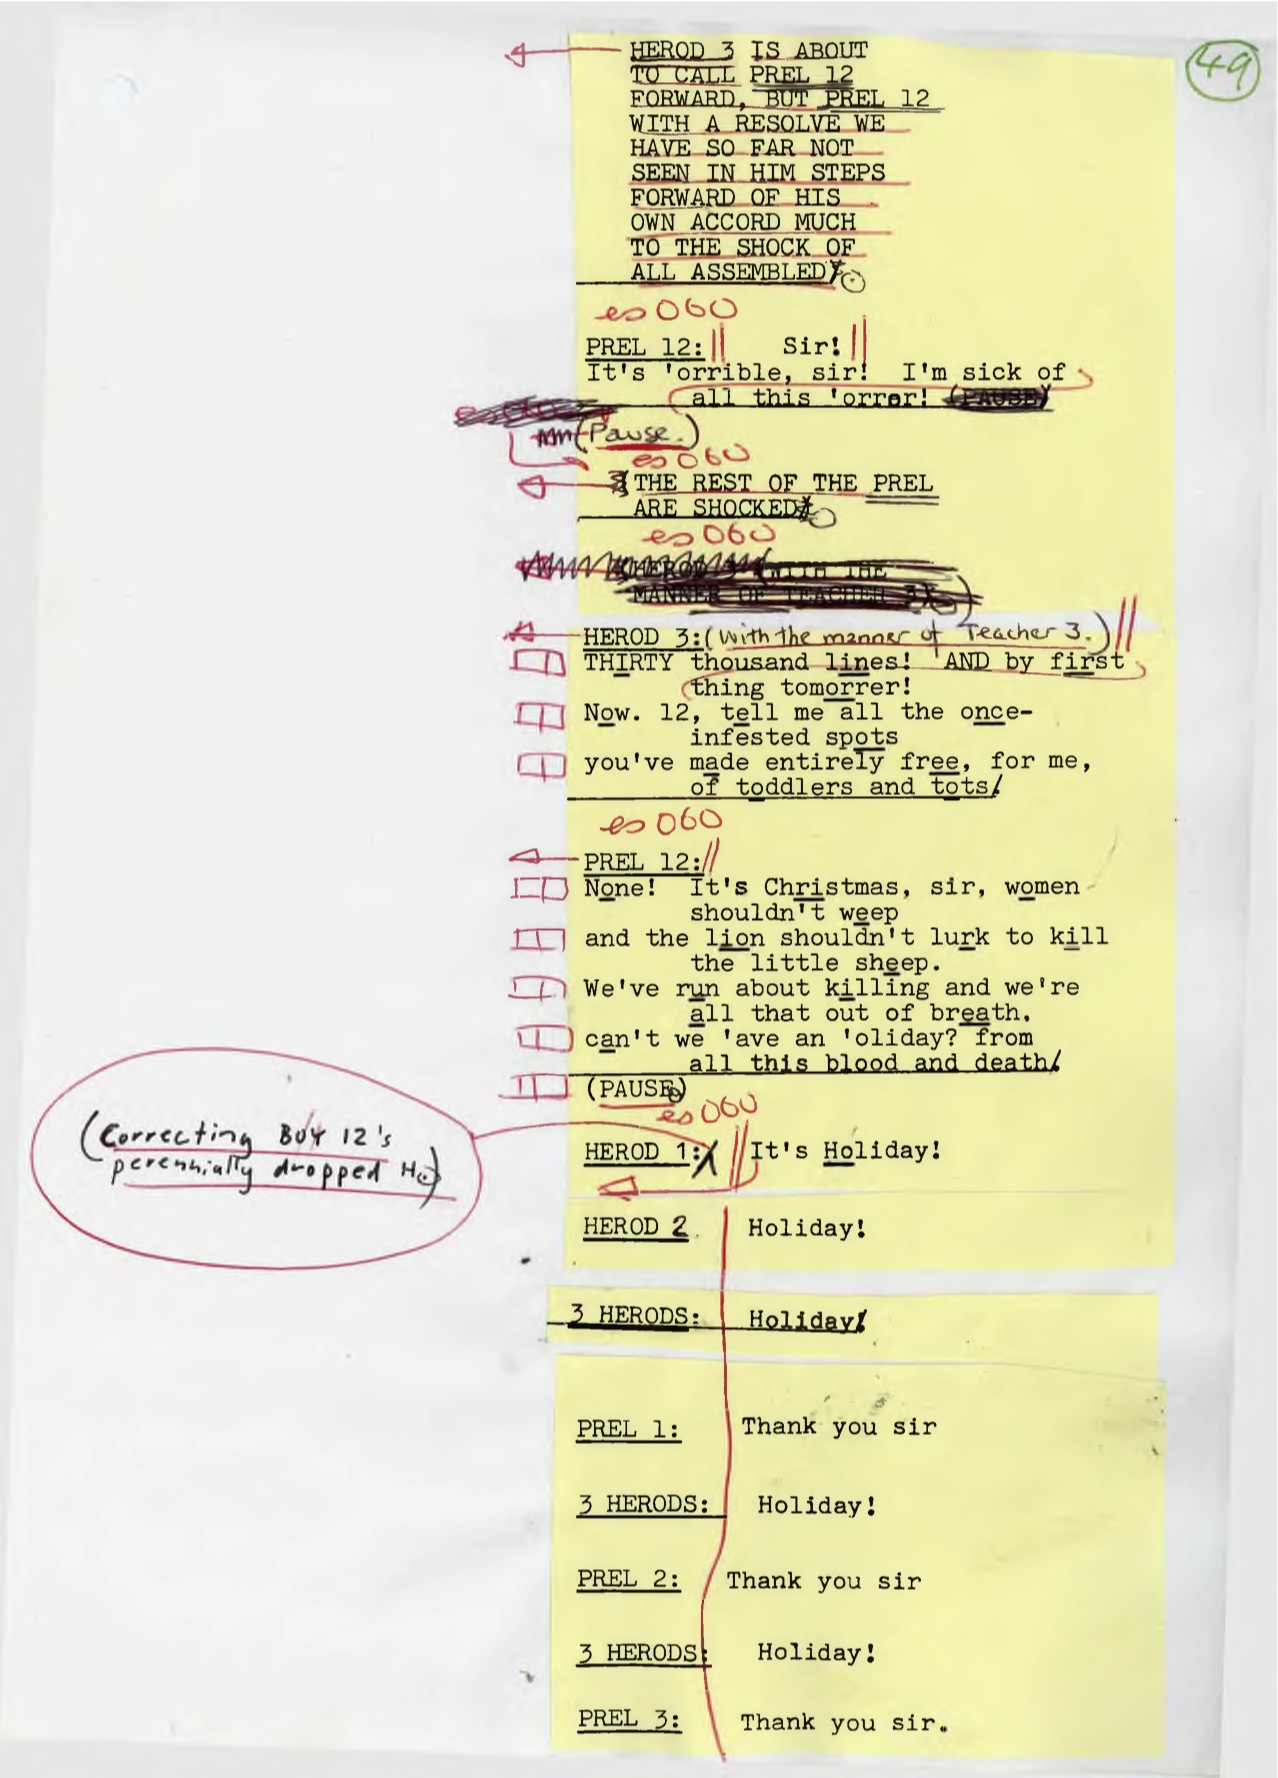 49
HEROD 3 IS ABOUT
TO CALL PREL 12
FORWARD, BUT PREL 12
WITH A RESOLVE WE
HAVE SO FAR NOT
SEEN IN HIM STEPS
FORWARD OF HIS
OWN ACCORD MUCH
TO THE SHOCK OF
ALL ASSEMBLED
es 060
PREL 12: Sir!
It's 'orrible, sir! I'm sick of
all this 'orror! (PAUSE)
(Pause.)
es 060
THE REST OF THE PREL
ARE SHOCKED
es 060
(HEROD 3 (WITH THE
MANNER OF TEACHER 3)
HEROD 3: (With the manner of Teacher 3.)
THIRTY thousand lines! AND by first
thing tomorrer!
Now. 12, tell me all the once-
infested spots
you've made entirely free, for me,
of toddlers and tots/
es 060
PREL 12:
None! It's Christmas, sir, women
shouldn't weep
and the lion shouldn't lurk to kill
the little sheep.
We've run about killing and we're
all that out of breath.
can't we 'ave an 'oliday? from
all this blood and death/
(PAUSE)
es 060
(Correcting BOY 12's
perennially dropped H.)
HEROD 1: It's Holiday!
HEROD 2 Holiday!
3 HERODS: Holiday!
PREL 1: Thank you sir
3 HERODS: Holiday!
PREL 2: Thank you sir
3 HERODS: Holiday!
PREL 3: Thank you sir.